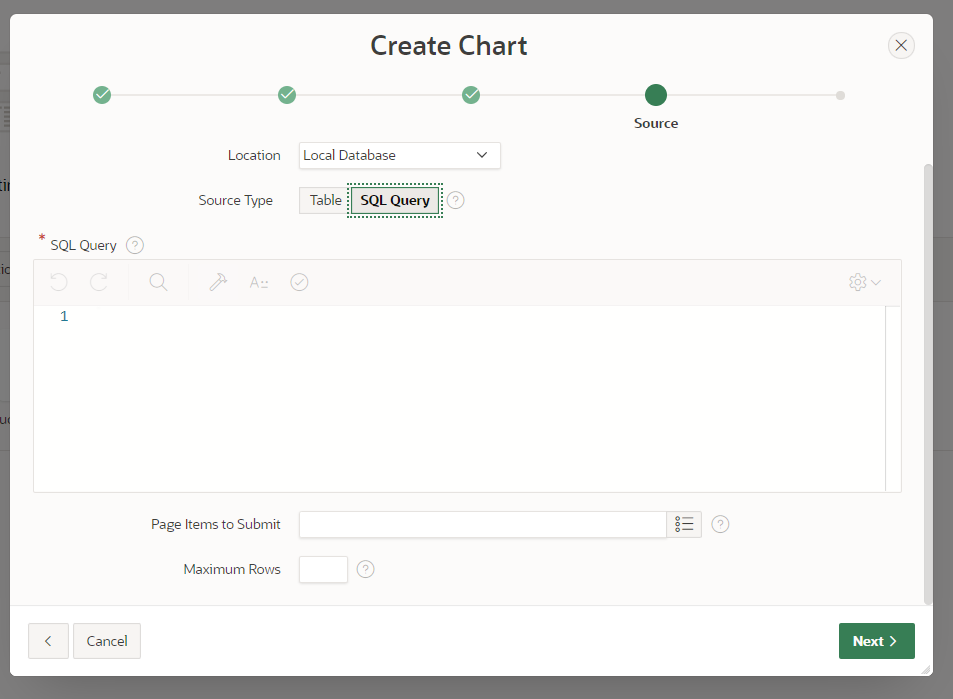 Create Chart
Source
Location Local Database
Source Type Table SQL Query ?
* SQL Query ?
A
1
Page Items to Submit ?
Maximum Rows ?
Cancel Next